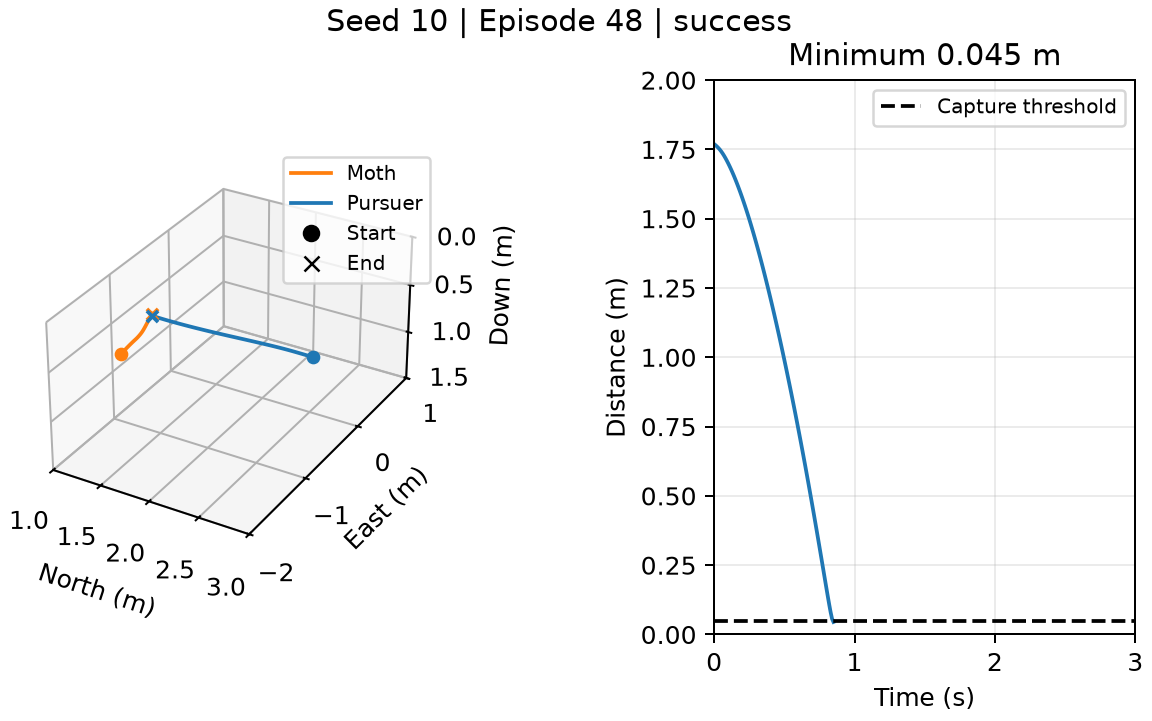 Seed 10 | Episode 48 | success
Moth
Pursuer
Start
End
0.0
0.5
1.0
1.5
Down (m)
1
0
−1
−2
East (m)
1.0
1.5
2.0
2.5
3.0
North (m)
Minimum 0.045 m
Capture threshold
2.00
1.75
1.50
1.25
1.00
0.75
0.50
0.25
0.00
Distance (m)
0
1
2
3
Time (s)